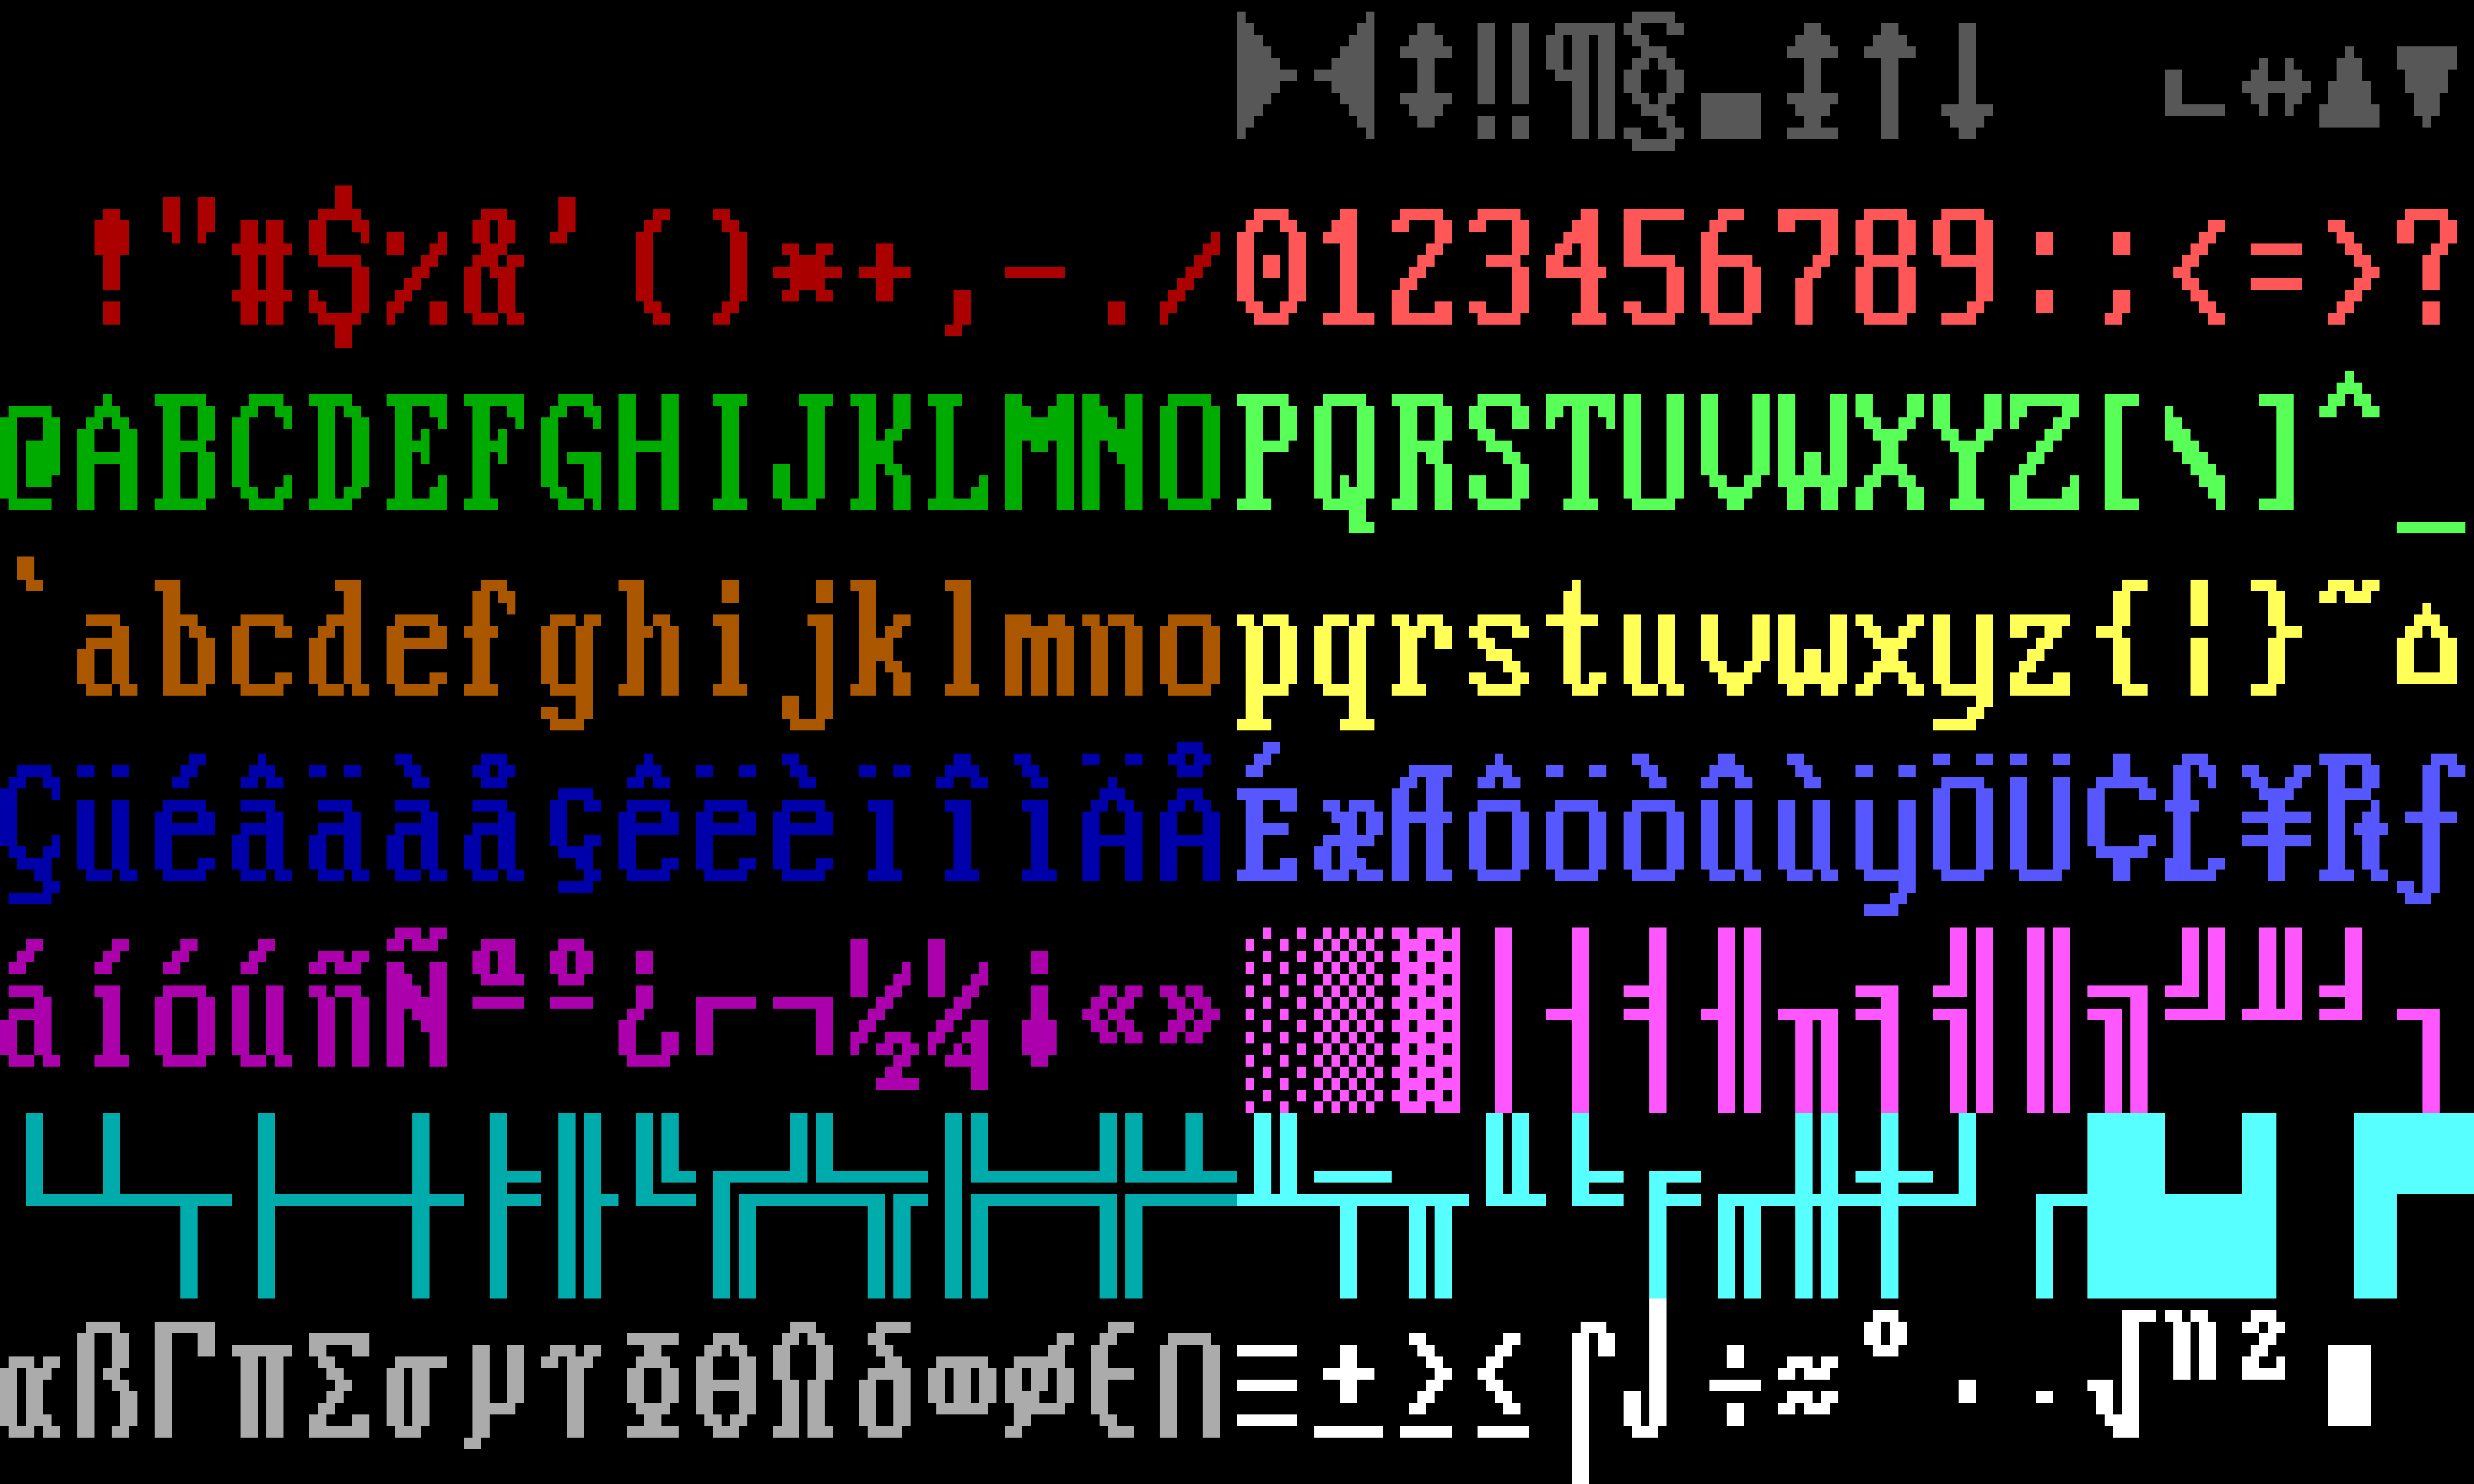 ►◄↕‼¶§▬↨↑↓∟↔▲▼
!"#$%&'()*+,-./0123456789:;<=>?
@ABCDEFGHIJKLMNOPQRSTUVWXYZ[\]^_
`abcdefghijklmnopqrstuvwxyz{|}~⌂
ÇüéâäàåçêëèïîìÄÅÉæÆôöòûùÿÖÜ¢£¥₧ƒ
áíóúñÑªº¿⌐¬½¼¡«»░▒▓│┤╡╢╖╕╣║╗╝╜╛┐
└┴┬├─┼╞╟╚╔╩╦╠═╬╧╨╤╥╙╘╒╓╫╪┘┌█▄▌▐▀
αßΓπΣσµτΦΘΩδ∞φε∩≡±≥≤⌠⌡÷≈°∙·√ⁿ²■